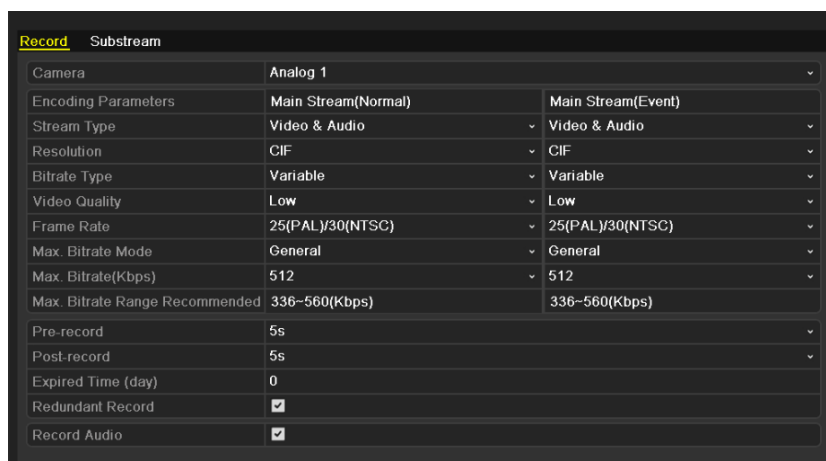 Record Substream
Camera Analog 1
Encoding Parameters Main Stream(Normal) Main Stream(Event)
Stream Type Video & Audio Video & Audio
Resolution CIF CIF
Bitrate Type Variable Variable
Video Quality Low Low
Frame Rate 25(PAL)/30(NTSC) 25(PAL)/30(NTSC)
Max. Bitrate Mode General General
Max. Bitrate(Kbps) 512 512
Max. Bitrate Range Recommended 336~560(Kbps) 336~560(Kbps)
Pre-record 5s
Post-record 5s
Expired Time (day) 0
Redundant Record
Record Audio